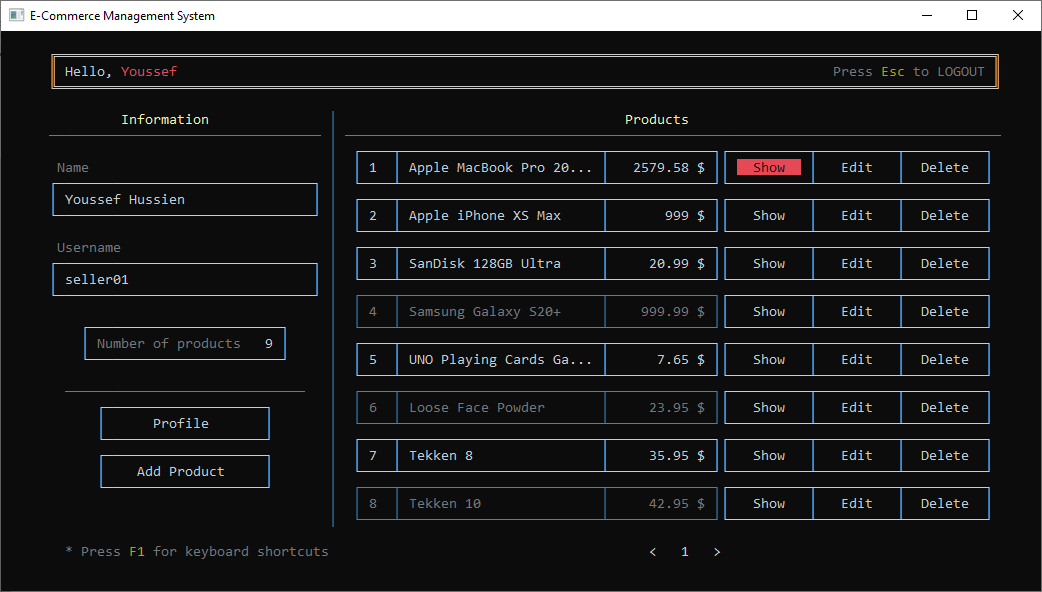 E-Commerce Management System
Hello, Youssef
Press Esc to LOGOUT
Information
Name
Youssef Hussien
Username
seller01
Number of products 9
Profile
Add Product
Products
1 Apple MacBook Pro 20... 2579.58 $ Show Edit Delete
2 Apple iPhone XS Max 999 $ Show Edit Delete
3 SanDisk 128GB Ultra 20.99 $ Show Edit Delete
4 Samsung Galaxy S20+ 999.99 $ Show Edit Delete
5 UNO Playing Cards Ga... 7.65 $ Show Edit Delete
6 Loose Face Powder 23.95 $ Show Edit Delete
7 Tekken 8 35.95 $ Show Edit Delete
8 Tekken 10 42.95 $ Show Edit Delete
* Press F1 for keyboard shortcuts
< 1 >